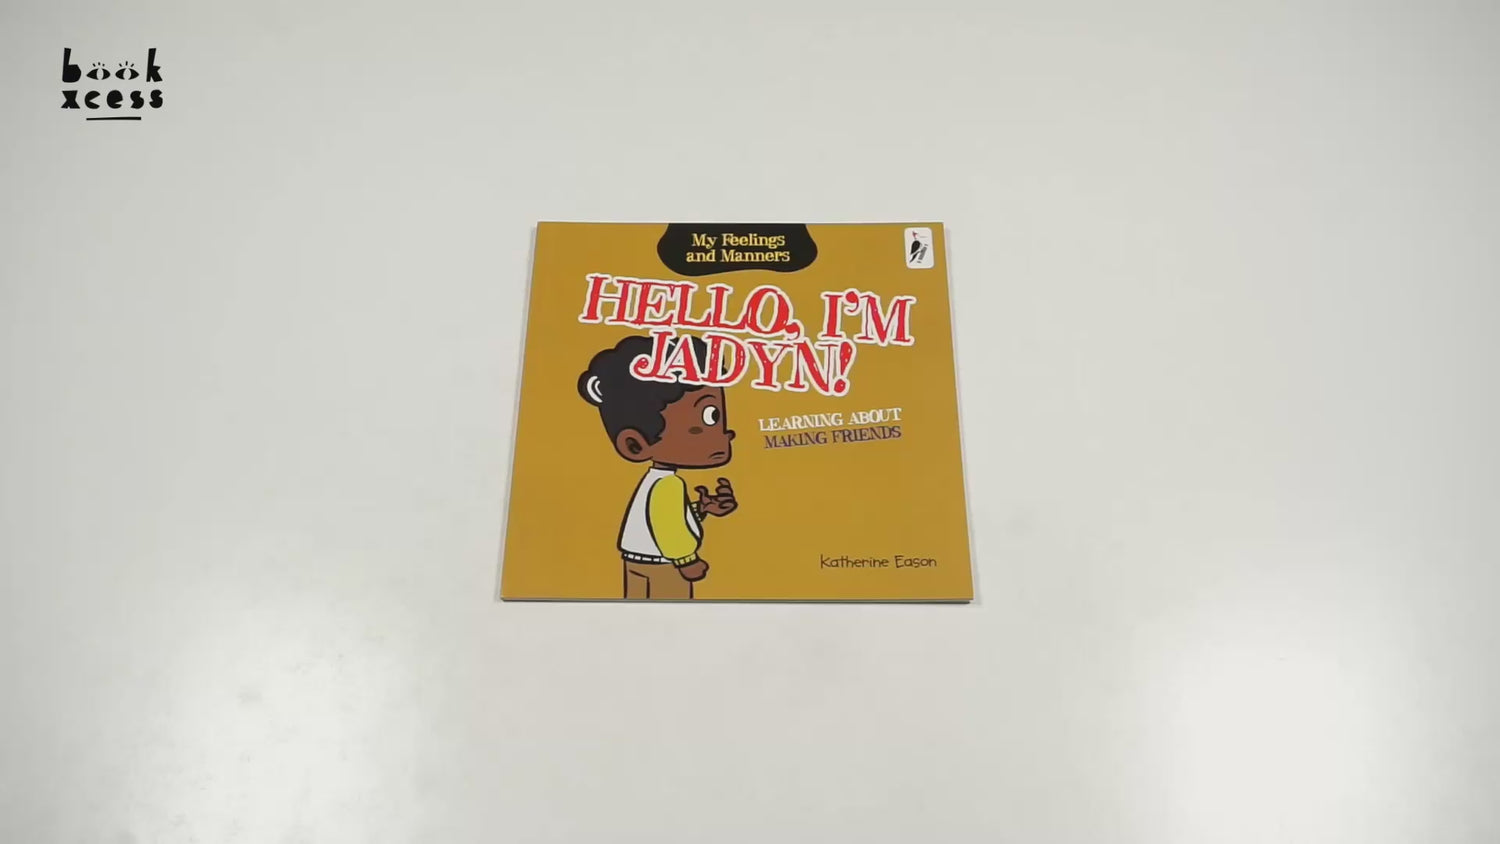 book
xcess
My Feelings
and Manners
HELLO, I'M
JADYN!
LEARNING ABOUT
MAKING FRIENDS
Katherine Eason